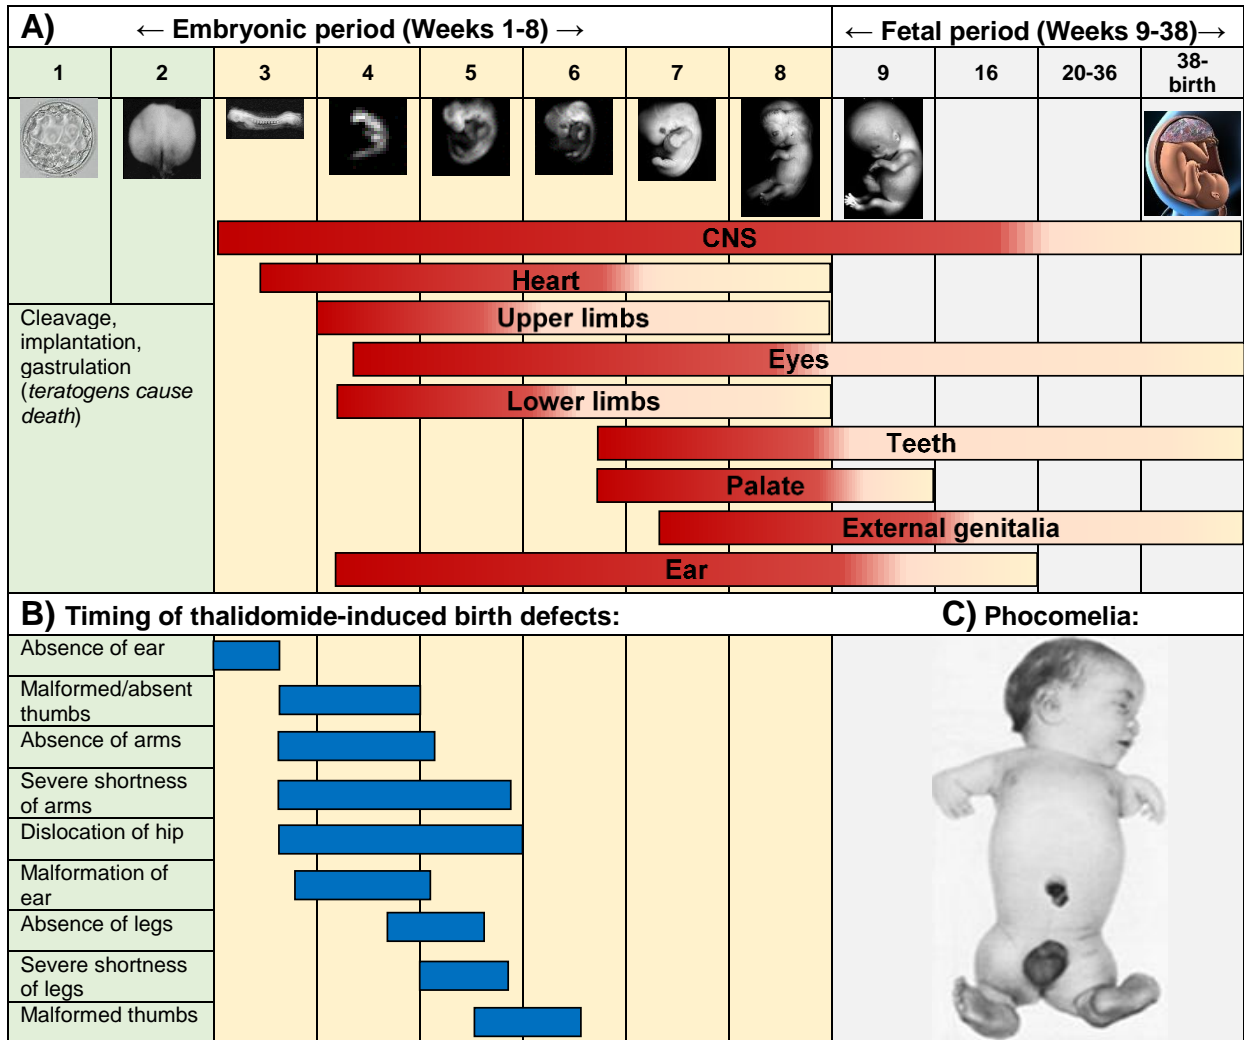 A) ← Embryonic period (Weeks 1-8) → ← Fetal period (Weeks 9-38)→
1 2 3 4 5 6 7 8 9 16 20-36 38-
birth
CNS
Heart
Upper limbs
Eyes
Lower limbs
Teeth
Palate
External genitalia
Ear
Cleavage,
implantation,
gastrulation
(teratogens cause
death)
B) Timing of thalidomide-induced birth defects:
C) Phocomelia:
Absence of ear
Malformed/absent
thumbs
Absence of arms
Severe shortness
of arms
Dislocation of hip
Malformation of
ear
Absence of legs
Severe shortness
of legs
Malformed thumbs